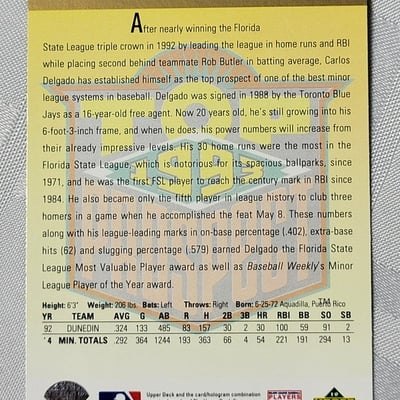 After nearly winning the Florida
State League triple crown in 1992 by leading the league in home runs and RBI
while placing second behind teammate Rob Butler in batting average, Carlos
Delgado has established himself as the top prospect of one of the best minor
league systems in baseball. Delgado was signed in 1988 by the Toronto Blue
Jays as a 16-year-old free agent. Now 20 years old, he's still growing into his
6-foot-3-inch frame, and when he does, his power numbers will increase from
their already impressive levels. His 30 home runs were the most in the
Florida State League, which is notorious for its spacious ballparks, since
1971, and he was the first FSL player to reach the century mark in RBI since
1984. He also became only the fifth player in league history to club three
homers in a game when he accomplished the feat May 8. These numbers
along with his league-leading marks in on-base percentage (.402), extra-base
hits (62) and slugging percentage (.579) earned Delgado the Florida State
League Most Valuable Player award as well as Baseball Weekly's Minor
League Player of the Year award.
TM
Height: 6'3" Weight: 206 lbs. Bats: Left Throws: Right Born: 6-25-72 Aquadilla, Puerto Rico
YR TEAM AVG G AB R H 2B 3B HR RBI BB SO SB
92 DUNEDIN .324 133 485 83 157 30 2 30 100 59 91 2
4 MIN. TOTALS .292 364 1244 193 363 66 4 54 221 191 294 13
Upper Deck and the card/hologram combination
MAJOR LEAGUE BASEBALL
PLAYERS